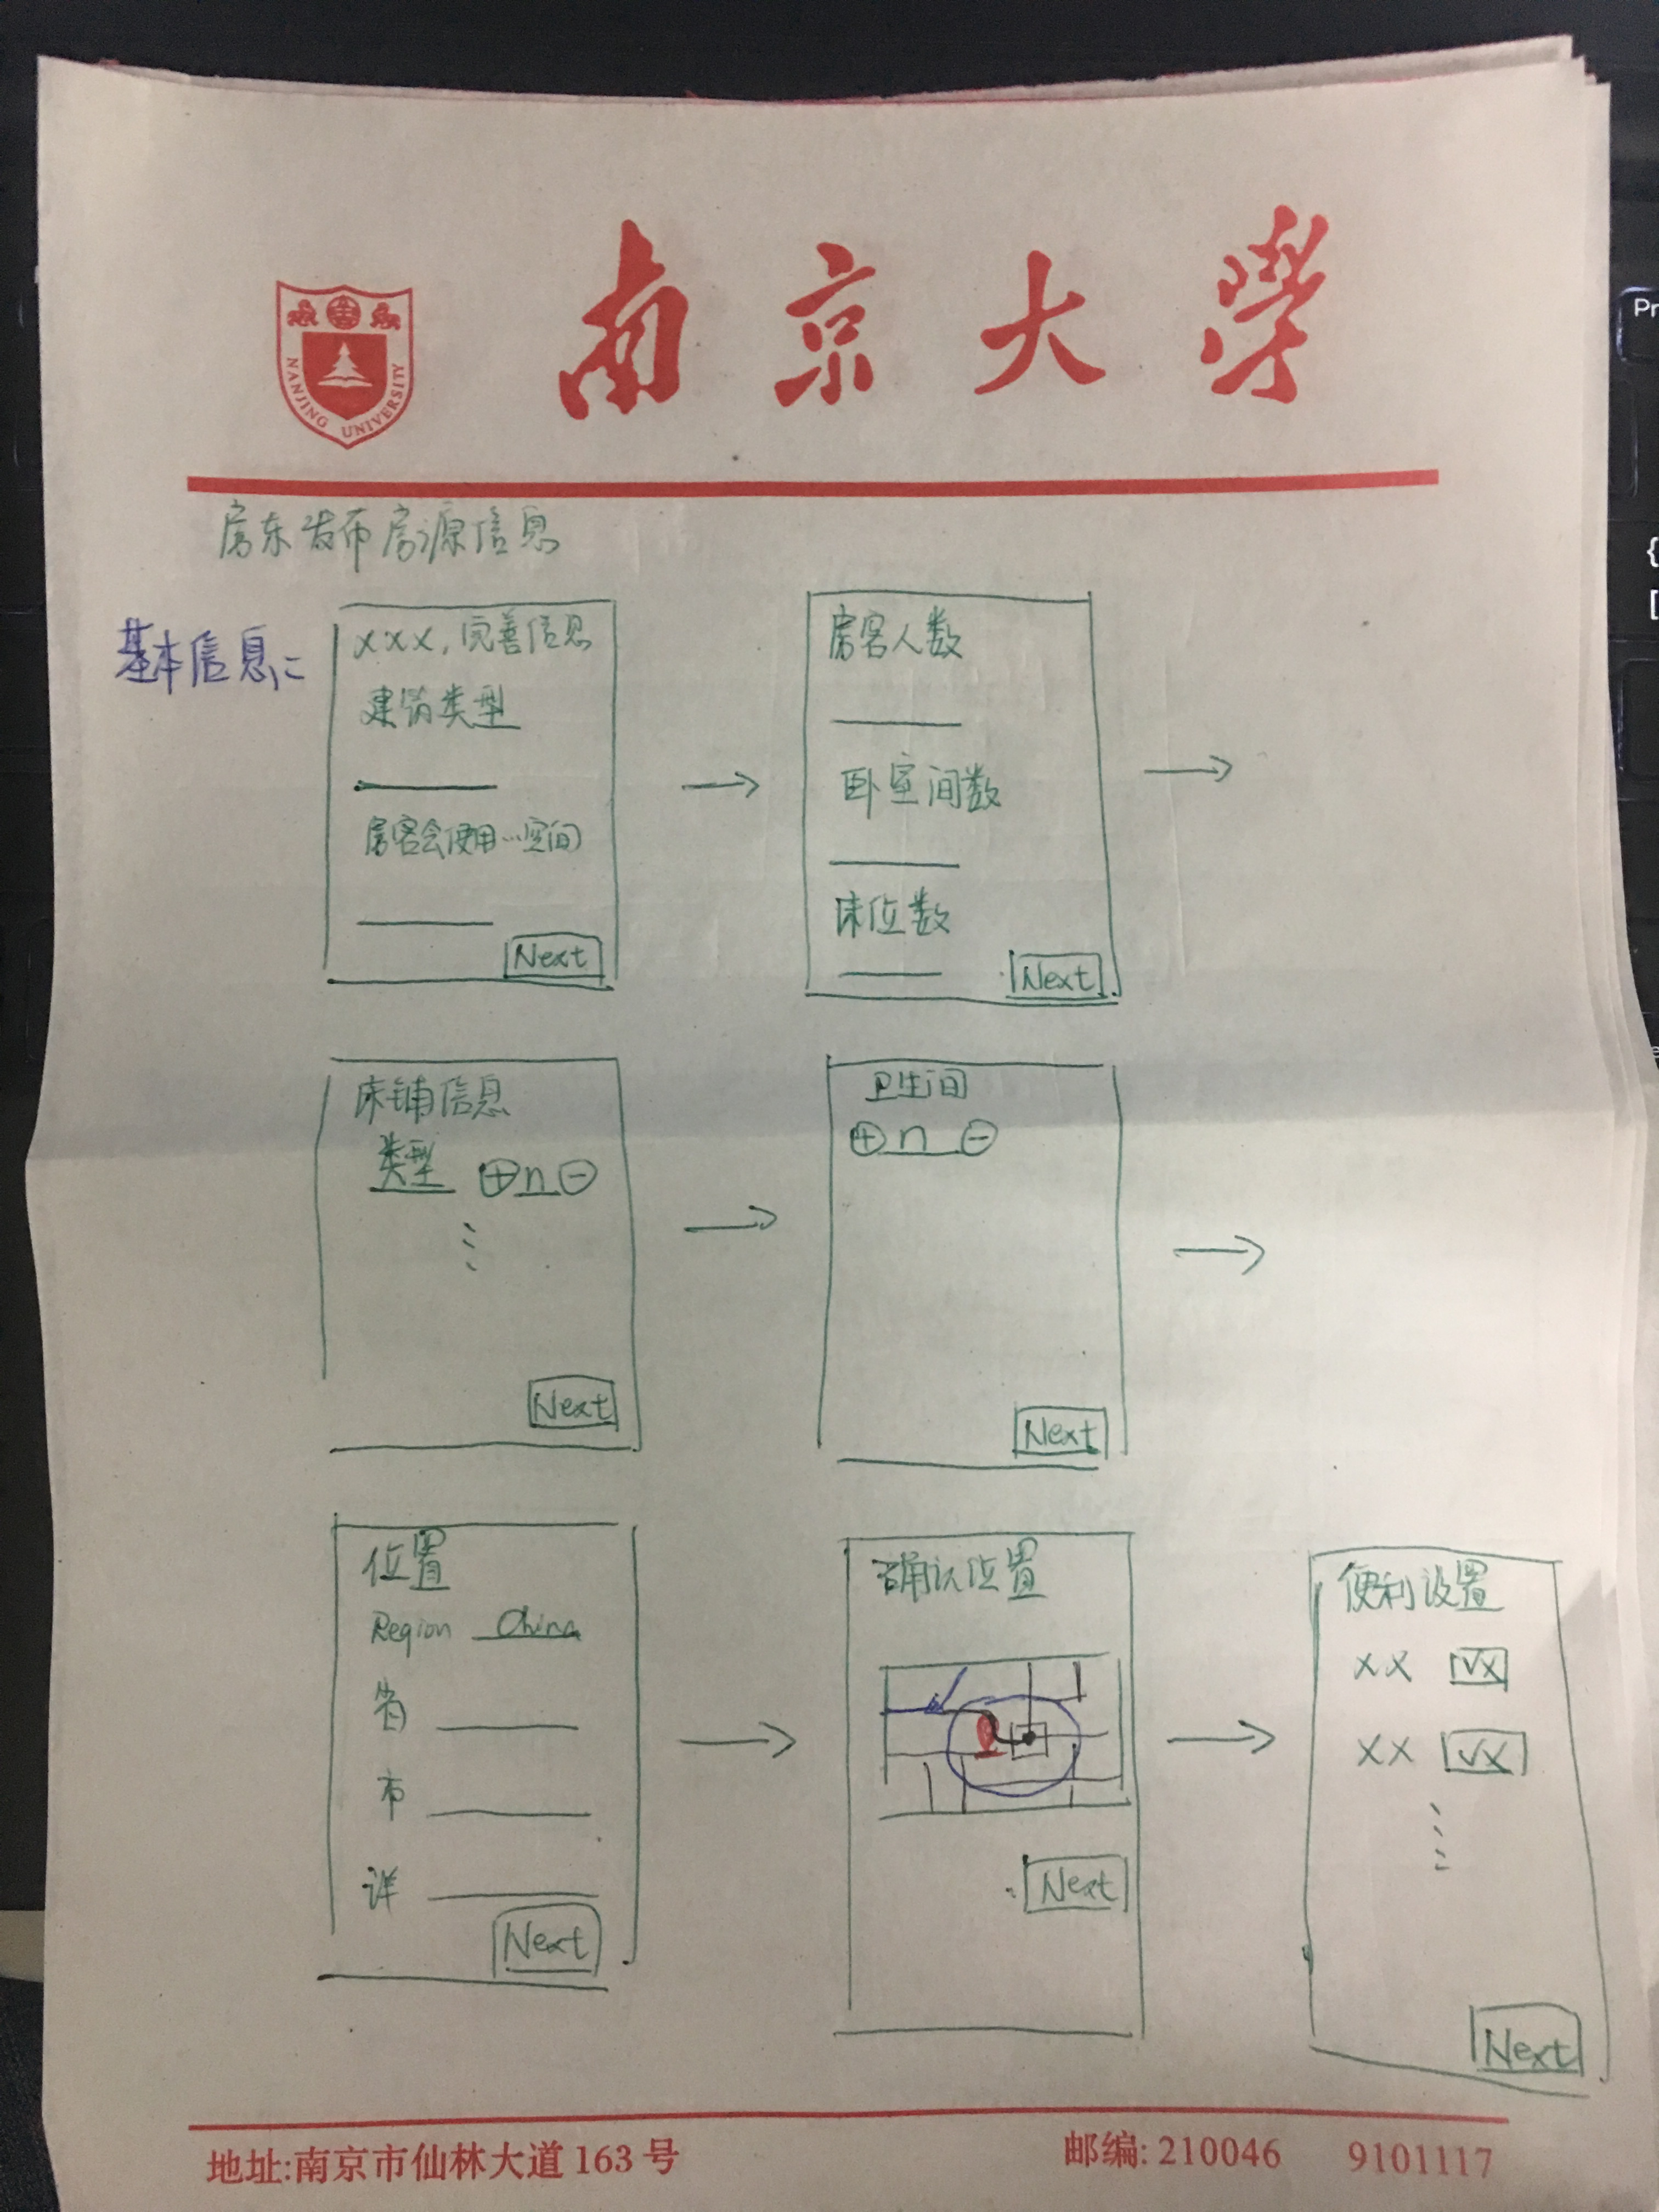 南京大学
NANJING UNIVERSITY
房东发布房源信息
基本信息
xxx,完善信息
建筑类型
房客会使用…空间
Next
房客人数
卧室间数
床位数
Next
床铺信息
类型 ⊕n⊖
Next
卫生间
⊕n⊖
Next
位置
Region China
省
市
详
Next
确认位置
Next
便利设置
xx √x
xx √x
Next
地址:南京市仙林大道163号
邮编: 210046 9101117
Pr
{
[